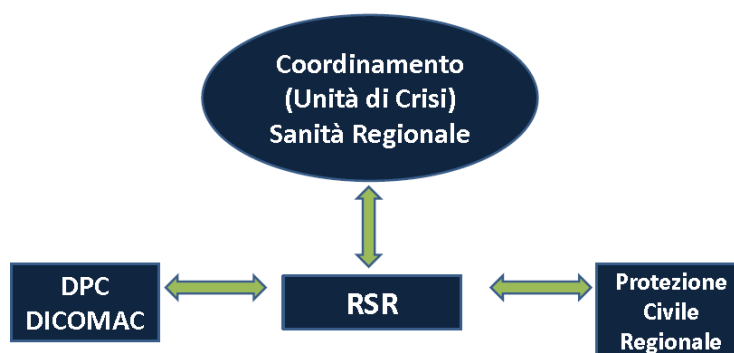 Coordinamento
(Unità di Crisi)
Sanità Regionale
DPC
DICOMAC
RSR
Protezione
Civile
Regionale